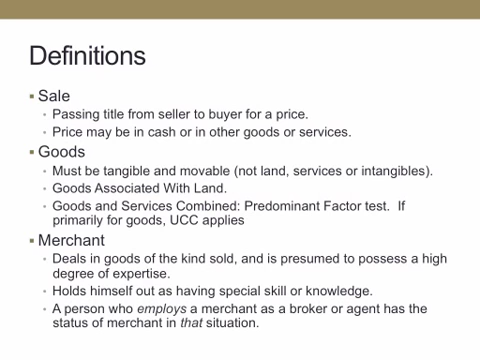 Definitions
▪ Sale
• Passing title from seller to buyer for a price.
• Price may be in cash or in other goods or services.
▪ Goods
• Must be tangible and movable (not land, services or intangibles).
• Goods Associated With Land.
• Goods and Services Combined: Predominant Factor test.  If
primarily for goods, UCC applies
▪ Merchant
• Deals in goods of the kind sold, and is presumed to possess a high
degree of expertise.
• Holds himself out as having special skill or knowledge.
• A person who employs a merchant as a broker or agent has the
status of merchant in that situation.